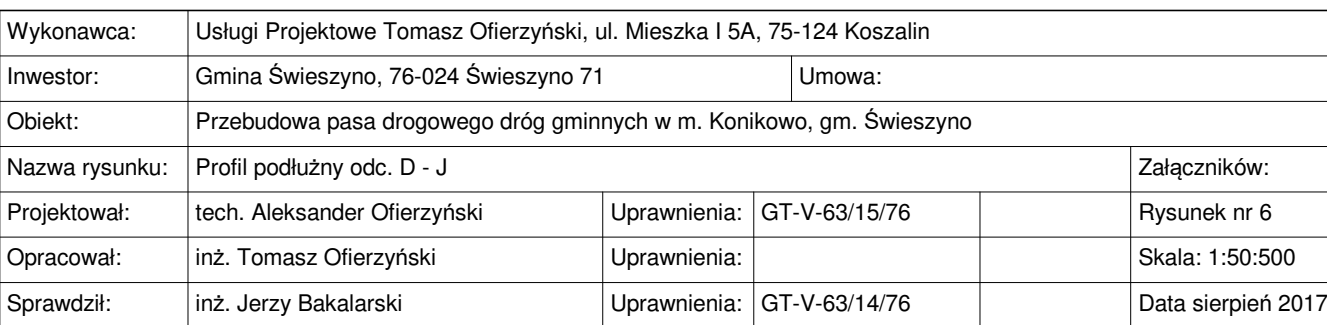 Wykonawca: Usługi Projektowe Tomasz Ofierzyński, ul. Mieszka I 5A, 75-124 Koszalin
Inwestor: Gmina Świeszyno, 76-024 Świeszyno 71 Umowa:
Obiekt: Przebudowa pasa drogowego dróg gminnych w m. Konikowo, gm. Świeszyno
Nazwa rysunku: Profil podłużny odc. D - J Załączników:
Projektował: tech. Aleksander Ofierzyński Uprawnienia: GT-V-63/15/76 Rysunek nr 6
Opracował: inż. Tomasz Ofierzyński Uprawnienia: Skala: 1:50:500
Sprawdził: inż. Jerzy Bakalarski Uprawnienia: GT-V-63/14/76 Data sierpień 2017